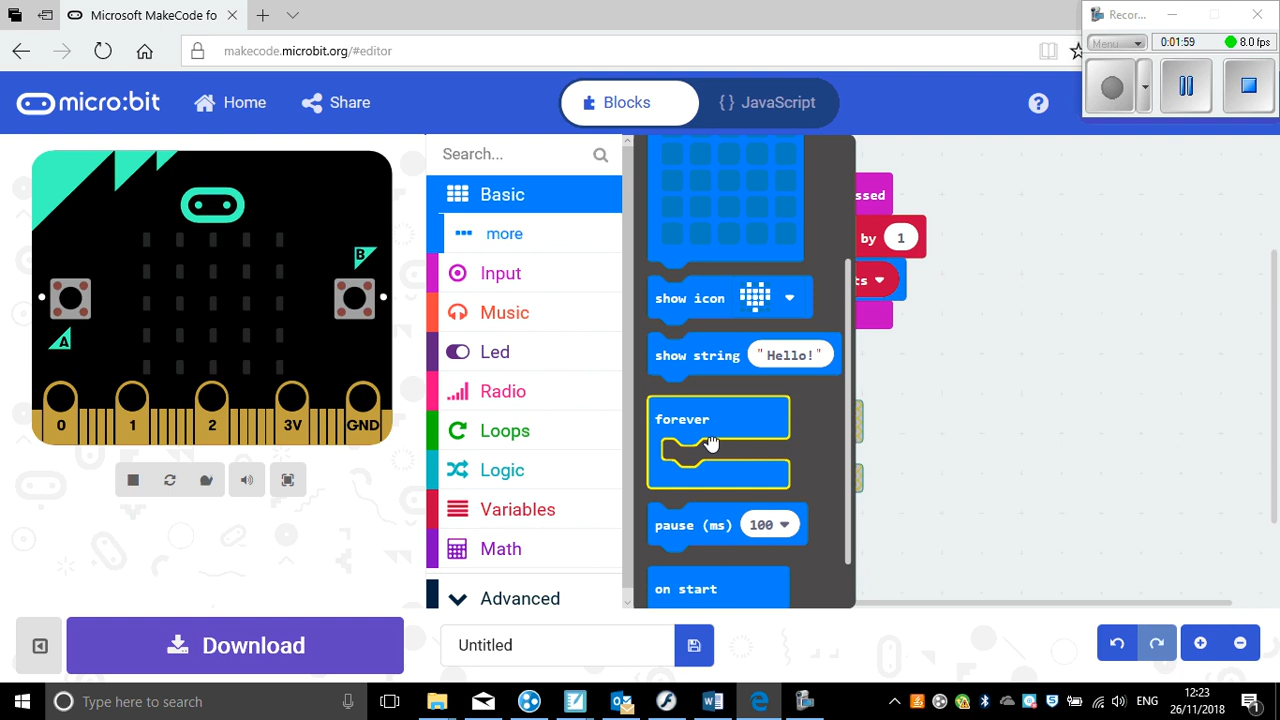 Microsoft MakeCode fo
Recor...
makecode.microbit.org/#editor
Menu
0:01:59
8.0 fps
micro:bit
Home
Share
Blocks
{} JavaScript
?
Search...
Basic
more
Input
Music
Led
Radio
Loops
Logic
Variables
Math
Advanced
show icon
show string "Hello!"
forever
pause (ms) 100
on start
ssed
by 1
ts
B
A
0 1 2 3V GND
Download
Untitled
Type here to search
ENG
12:23
26/11/2018
1